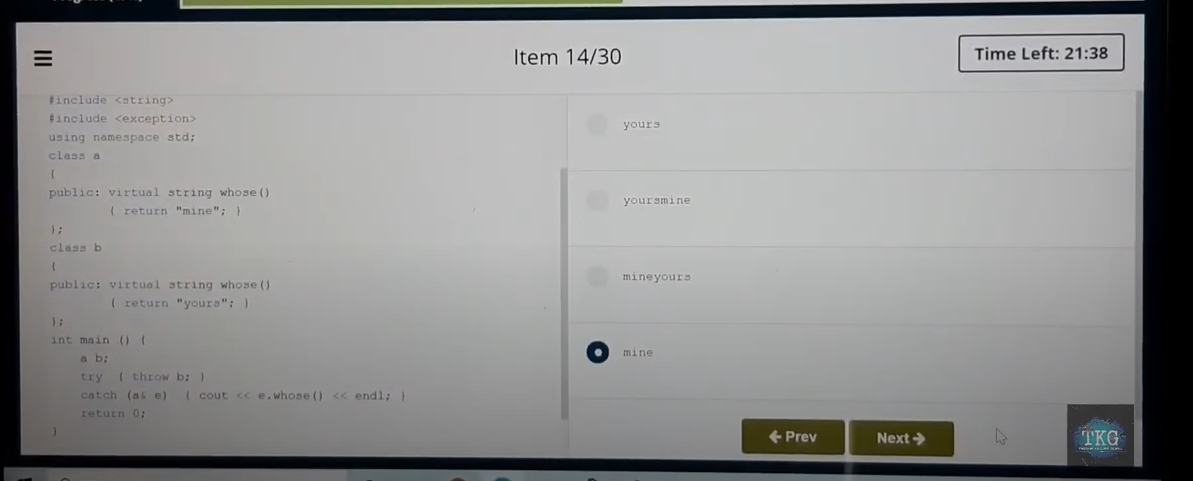 Item 14/30
Time Left: 21:38
#include <string>
#include <exception>
using namespace std;
class a
{
public: virtual string whose()
{ return "mine"; }
};
class b
{
public: virtual string whose()
{ return "yours"; }
};
int main () {
a b;
try { throw b; }
catch (a& e) { cout << e.whose() << endl; }
return 0;
}
yours
yoursmine
mineyours
mine
← Prev
Next →
TKG